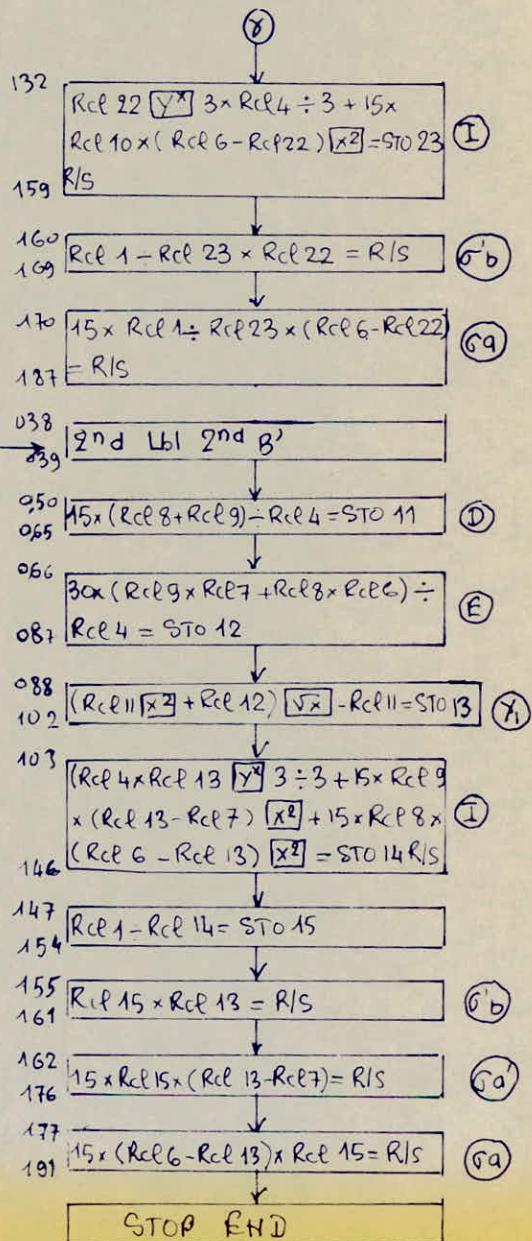 γ
132
Rcl 22 [Yˣ] 3 × Rcl 4 ÷ 3 + 15 ×
Rcl 10 × (Rcl 6 - Rcl 22) [x²] = STO 23
R/S
I
159
160
Rcl 1 ÷ Rcl 23 × Rcl 22 = R/S
σ'b
169
170
15 × Rcl 1 ÷ Rcl 23 × (Rcl 6 - Rcl 22)
= R/S
σa
187
038
2nd Lbl 2nd B'
039
050
15 × (Rcl 8 + Rcl 9) ÷ Rcl 4 = STO 11
D
065
066
30 × (Rcl 9 × Rcl 7 + Rcl 8 × Rcl 6) ÷
Rcl 4 = STO 12
E
087
088
(Rcl 11 [x²] + Rcl 12) [√x] - Rcl 11 = STO 13
Y₁
102
103
(Rcl 4 × Rcl 13 [Yˣ] 3 ÷ 3 + 15 × Rcl 9
× (Rcl 13 - Rcl 7) [x²] + 15 × Rcl 8 ×
(Rcl 6 - Rcl 13) [x²] = STO 14 R/S
I
146
147
Rcl 1 ÷ Rcl 14 = STO 15
154
155
Rcl 15 × Rcl 13 = R/S
σ'b
161
162
15 × Rcl 15 × (Rcl 13 - Rcl 7) = R/S
σa'
176
177
15 × (Rcl 6 - Rcl 13) × Rcl 15 = R/S
σa
191
STOP END